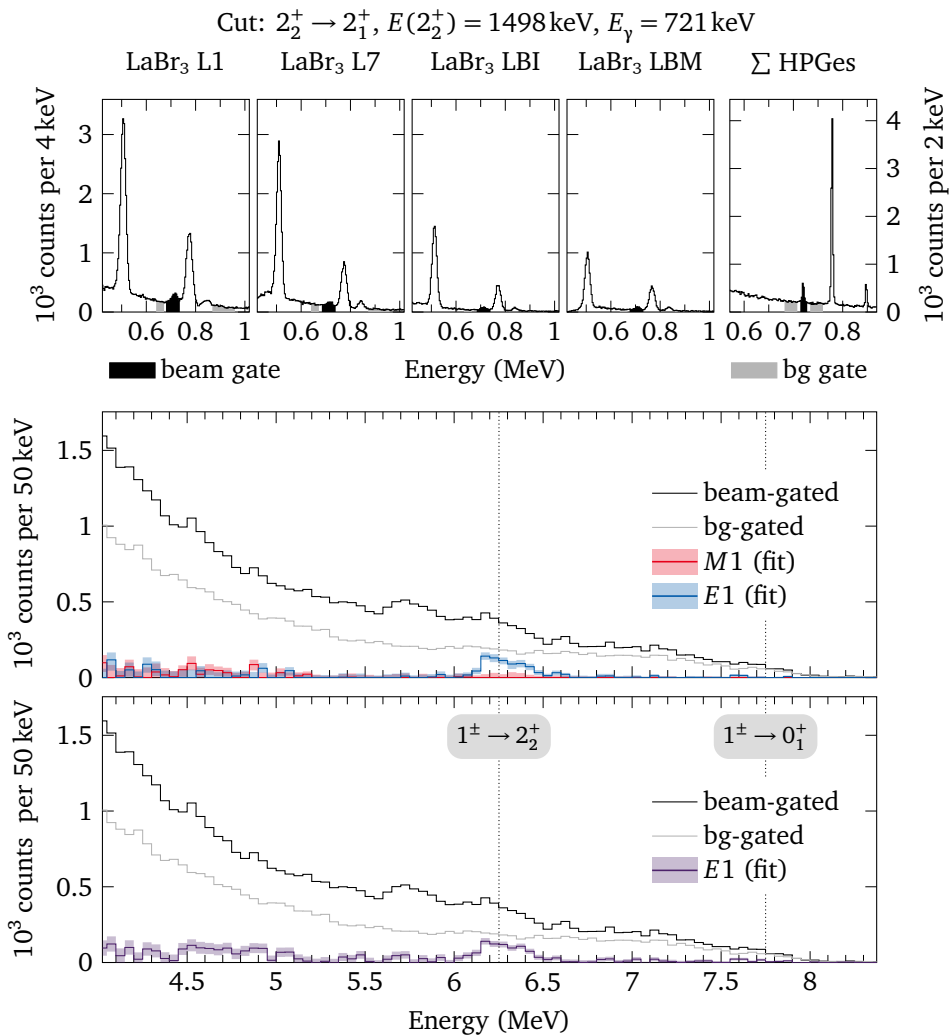 Cut: 2₂⁺ → 2₁⁺, E(2₂⁺) = 1498 keV, Eγ = 721 keV
LaBr₃ L1 LaBr₃ L7 LaBr₃ LBI LaBr₃ LBM ∑ HPGes
10³ counts per 4 keV
3
2
1
0
4
3
2
1
0
10³ counts per 2 keV
0.6 0.8 1 0.6 0.8 1 0.6 0.8 1 0.6 0.8 1 0.6 0.7 0.8
beam gate Energy (MeV) bg gate
10³ counts per 50 keV
1.5
1
0.5
0
beam-gated
bg-gated
M1 (fit)
E1 (fit)
10³ counts per 50 keV
1.5
1
0.5
0
1± → 2₂⁺ 1± → 0₁⁺
beam-gated
bg-gated
E1 (fit)
4.5 5 5.5 6 6.5 7 7.5 8
Energy (MeV)